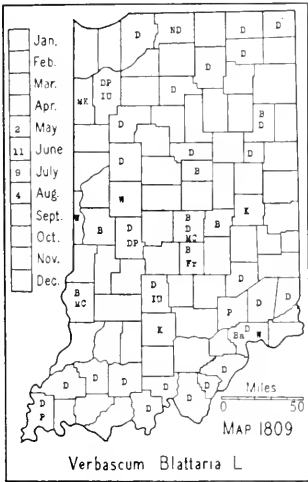 Jan.
Feb.
Mar.
Apr.
2 May
11 June
9 July
4 Aug.
Sept.
Oct.
Nov.
Dec.
D ND D D
D
DP
IU D
MK
B
D
D
D D
B
W K
W B D
DP B
D
MC B
B
Fr
D
B
MC D
IU D D
P
K D
Ba W
D D D D
D D
D
P D D
Miles
0 50
MAP 1809
Verbascum Blattaria L